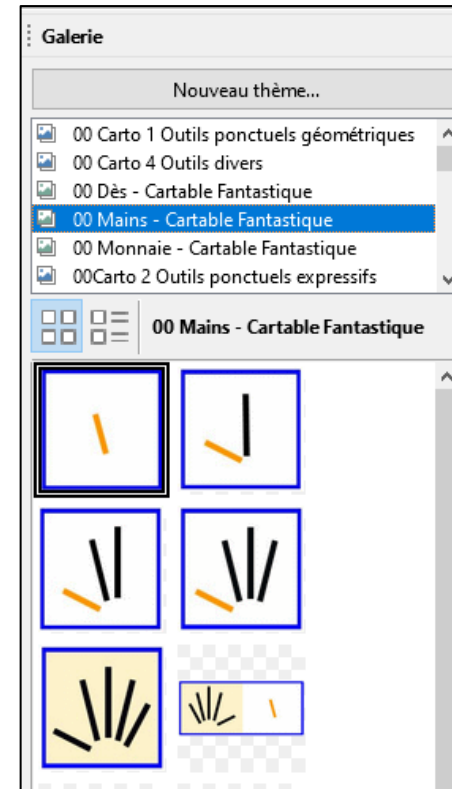 Galerie
Nouveau thème...
00 Carto 1 Outils ponctuels géométriques
00 Carto 4 Outils divers
00 Dès - Cartable Fantastique
00 Mains - Cartable Fantastique
00 Monnaie - Cartable Fantastique
00Carto 2 Outils ponctuels expressifs
00 Mains - Cartable Fantastique